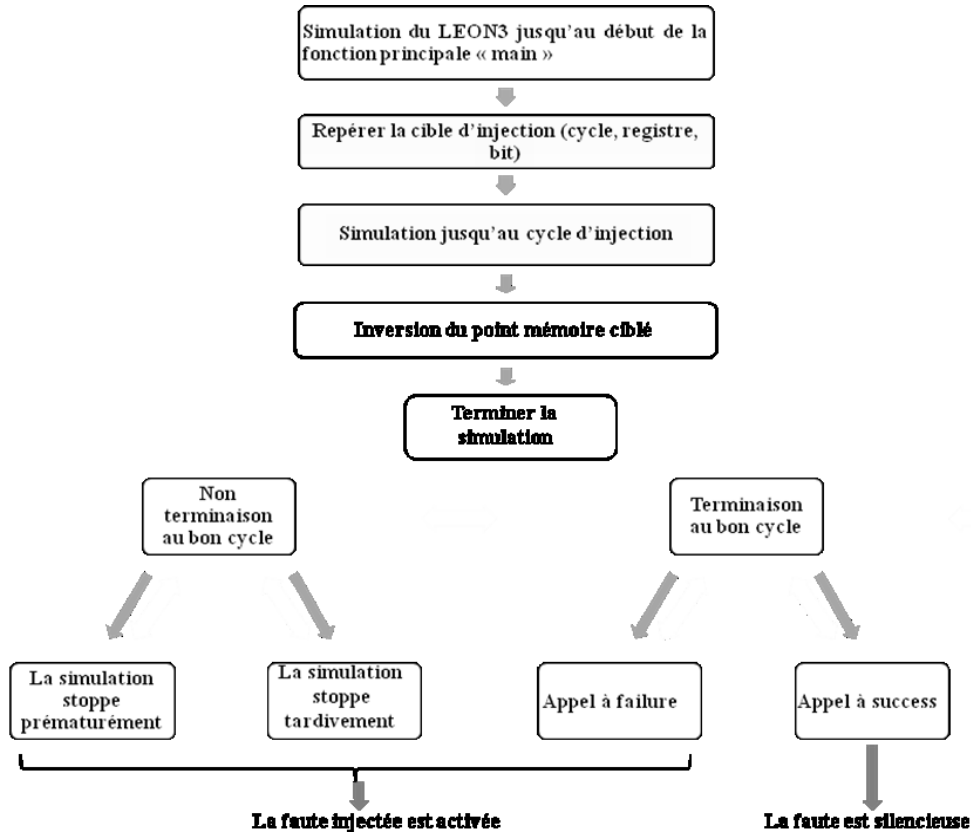 Simulation du LEON3 jusqu'au début de la
fonction principale « main »
Repérer la cible d'injection (cycle, registre,
bit)
Simulation jusqu'au cycle d'injection
Inversion du point mémoire ciblé
Terminer la
simulation
Non
terminaison
au bon cycle
Terminaison
au bon cycle
La simulation
stoppe
prématurément
La simulation
stoppe
tardivement
Appel à failure
Appel à success
La faute injectée est activée
La faute est silencieuse